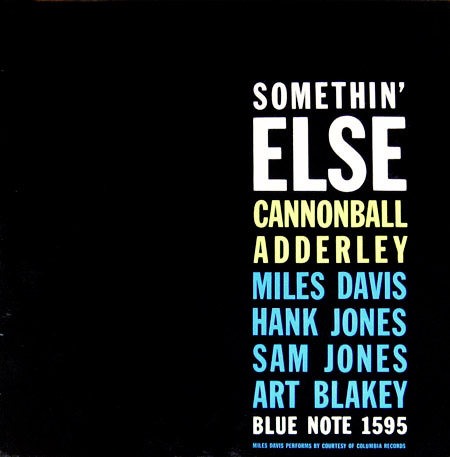 SOMETHIN'
ELSE
CANNONBALL
ADDERLEY
MILES DAVIS
HANK JONES
SAM JONES
ART BLAKEY
BLUE NOTE 1595
MILES DAVIS PERFORMS BY COURTESY OF COLUMBIA RECORDS